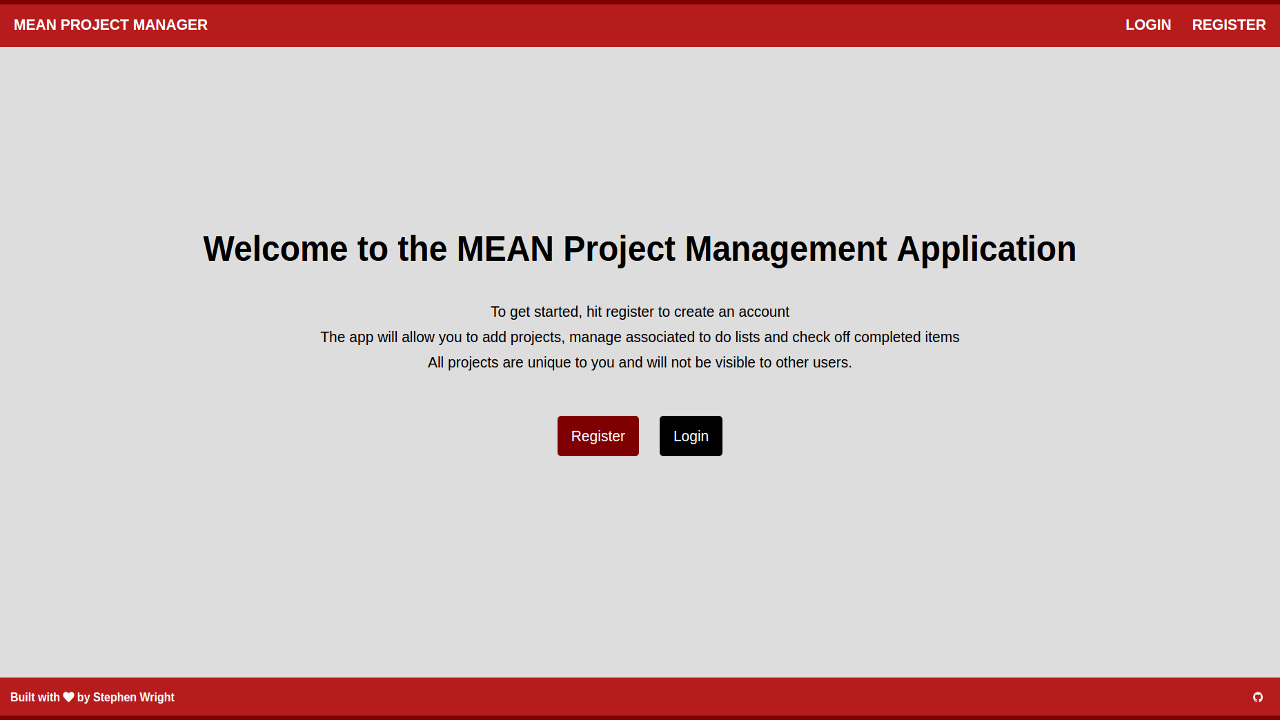 MEAN PROJECT MANAGER
LOGIN REGISTER
Welcome to the MEAN Project Management Application
To get started, hit register to create an account
The app will allow you to add projects, manage associated to do lists and check off completed items
All projects are unique to you and will not be visible to other users.
Register Login
Built with ♥ by Stephen Wright